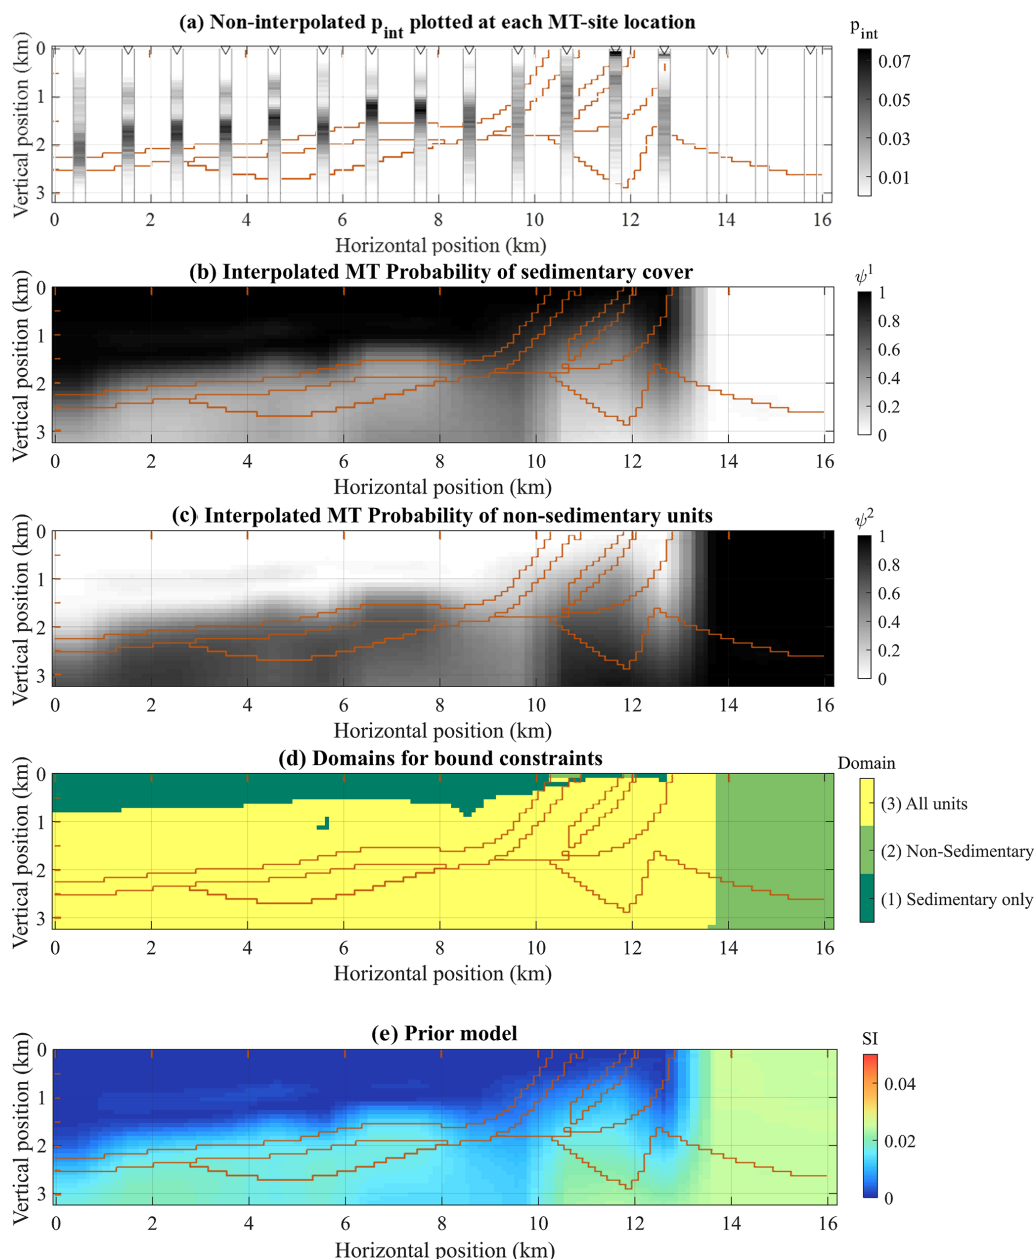 (a) Non-interpolated p_int plotted at each MT-site location
p_int
Vertical position (km)
0
1
2
3
0 2 4 6 8 10 12 14 16
Horizontal position (km)
0.07
0.05
0.03
0.01
(b) Interpolated MT Probability of sedimentary cover
ψ^1
Vertical position (km)
0
1
2
3
0 2 4 6 8 10 12 14 16
Horizontal position (km)
1
0.8
0.6
0.4
0.2
0
(c) Interpolated MT Probability of non-sedimentary units
ψ^2
Vertical position (km)
0
1
2
3
0 2 4 6 8 10 12 14 16
Horizontal position (km)
1
0.8
0.6
0.4
0.2
0
(d) Domains for bound constraints
Domain
Vertical position (km)
0
1
2
3
0 2 4 6 8 10 12 14 16
Horizontal position (km)
(3) All units
(2) Non-Sedimentary
(1) Sedimentary only
(e) Prior model
SI
Vertical position (km)
0
1
2
3
0 2 4 6 8 10 12 14 16
Horizontal position (km)
0.04
0.02
0